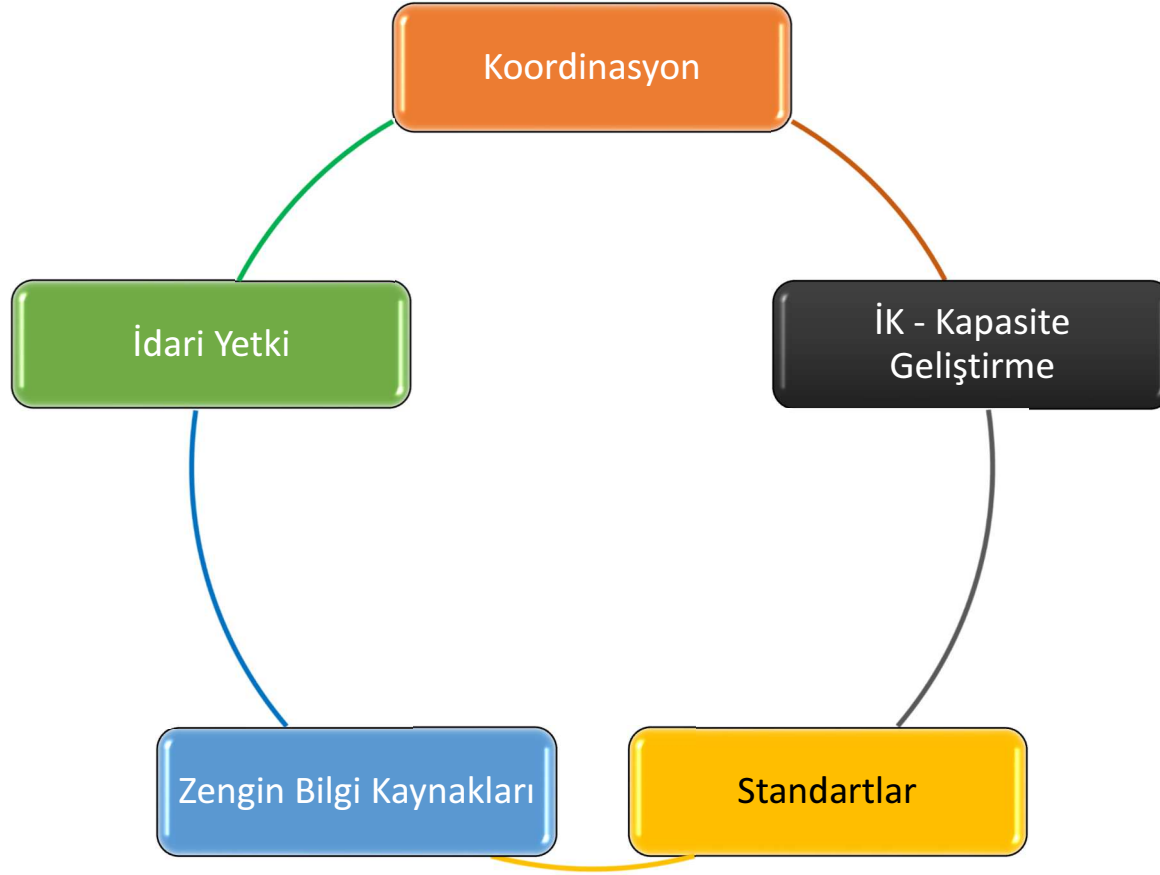 Koordinasyon
İdari Yetki
İK - Kapasite
Geliştirme
Zengin Bilgi Kaynakları
Standartlar